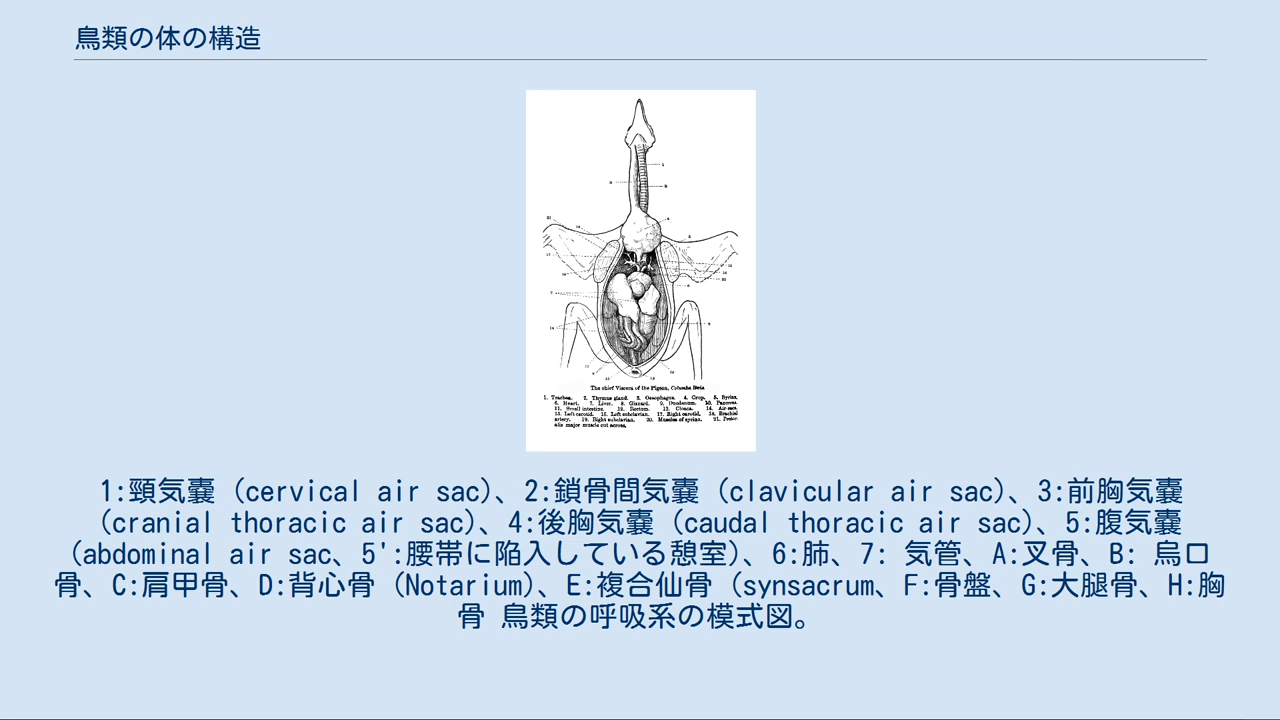 鳥類の体の構造
The chief Viscera of the Pigeon, Columba livia
1. Trachea. 2. Thymus gland. 3. Oesophagus. 4. Crop. 5. Syrinx.
6. Heart. 7. Liver. 8. Gizzard. 9. Duodenum. 10. Pancreas.
11. Small intestine. 12. Rectum. 13. Cloaca. 14. Air-sacs.
15. Left carotid. 16. Left subclavian. 17. Right carotid. 18. Brachial
artery. 19. Right subclavian. 20. Muscles of syrinx. 21. Pector-
alis major muscle cut across.
1:頸気嚢 (cervical air sac)、2:鎖骨間気嚢 (clavicular air sac)、3:前胸気嚢
(cranial thoracic air sac)、4:後胸気嚢 (caudal thoracic air sac)、5:腹気嚢
(abdominal air sac、5':腰帯に陥入している憩室)、6:肺、7: 気管、A:叉骨、B: 烏口
骨、C:肩甲骨、D:背心骨 (Notarium)、E:複合仙骨 (synsacrum、F:骨盤、G:大腿骨、H:胸
骨 鳥類の呼吸系の模式図。